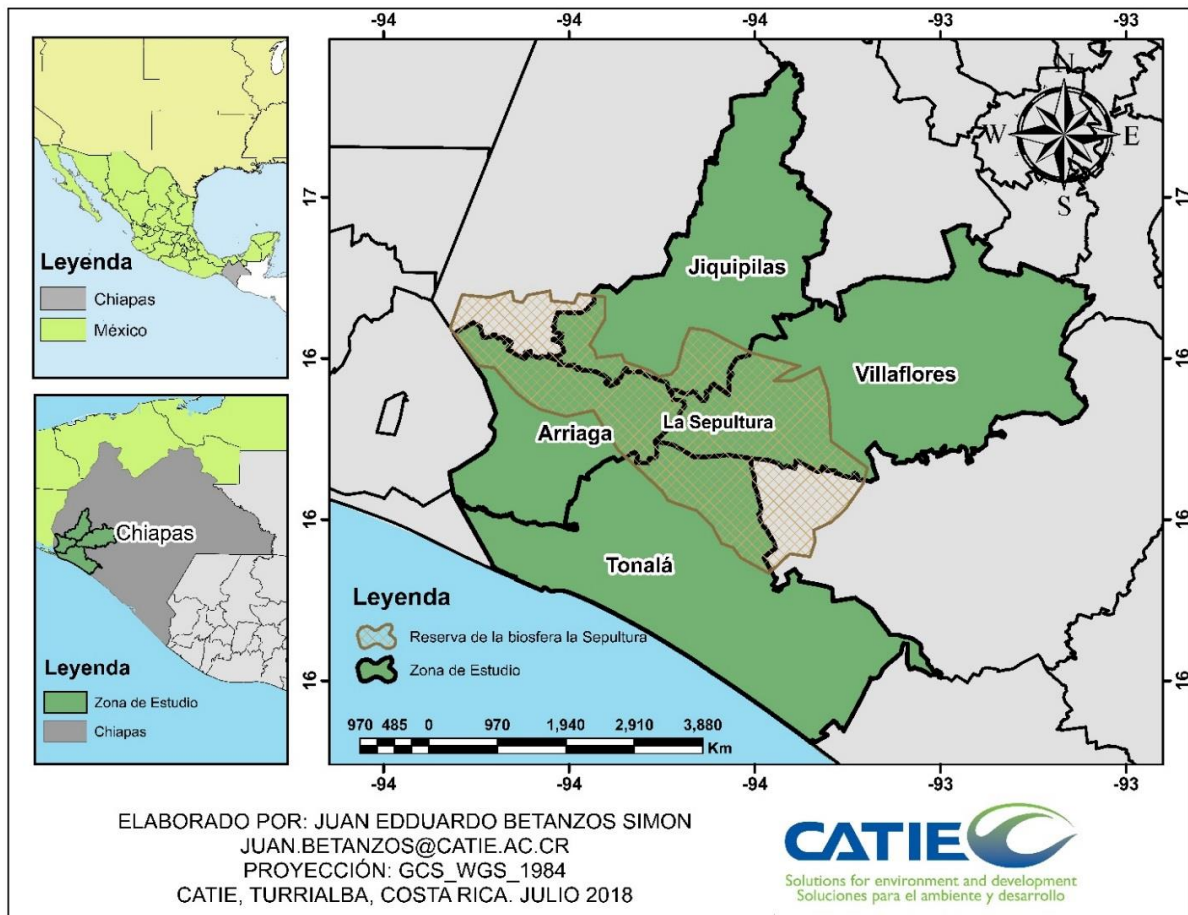 Leyenda
Chiapas
México
Chiapas
Leyenda
Zona de Estudio
Chiapas
-94 -94 -94 -93 -93
17
16
16
16
17
16
16
16
N
W E
S
Jiquipilas
Villaflores
La Sepultura
Arriaga
Tonalá
Leyenda
Reserva de la biosfera la Sepultura
Zona de Estudio
970 485 0 970 1,940 2,910 3,880
Km
-94 -94 -94 -93 -93
ELABORADO POR: JUAN EDDUARDO BETANZOS SIMON
JUAN.BETANZOS@CATIE.AC.CR
PROYECCIÓN: GCS_WGS_1984
CATIE, TURRIALBA, COSTA RICA. JULIO 2018
CATIE
Solutions for environment and development
Soluciones para el ambiente y desarrollo